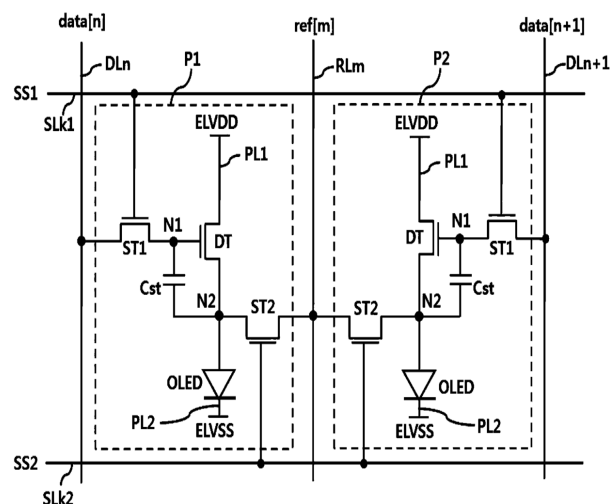 data[n] ref[m] data[n+1]
DLn P1 RLm P2 DLn+1
SS1
SLk1
ELVDD ELVDD
PL1 PL1
N1 N1
ST1 DT DT ST1
Cst Cst
N2 ST2 ST2 N2
OLED OLED
PL2 PL2
ELVSS ELVSS
SS2
SLk2